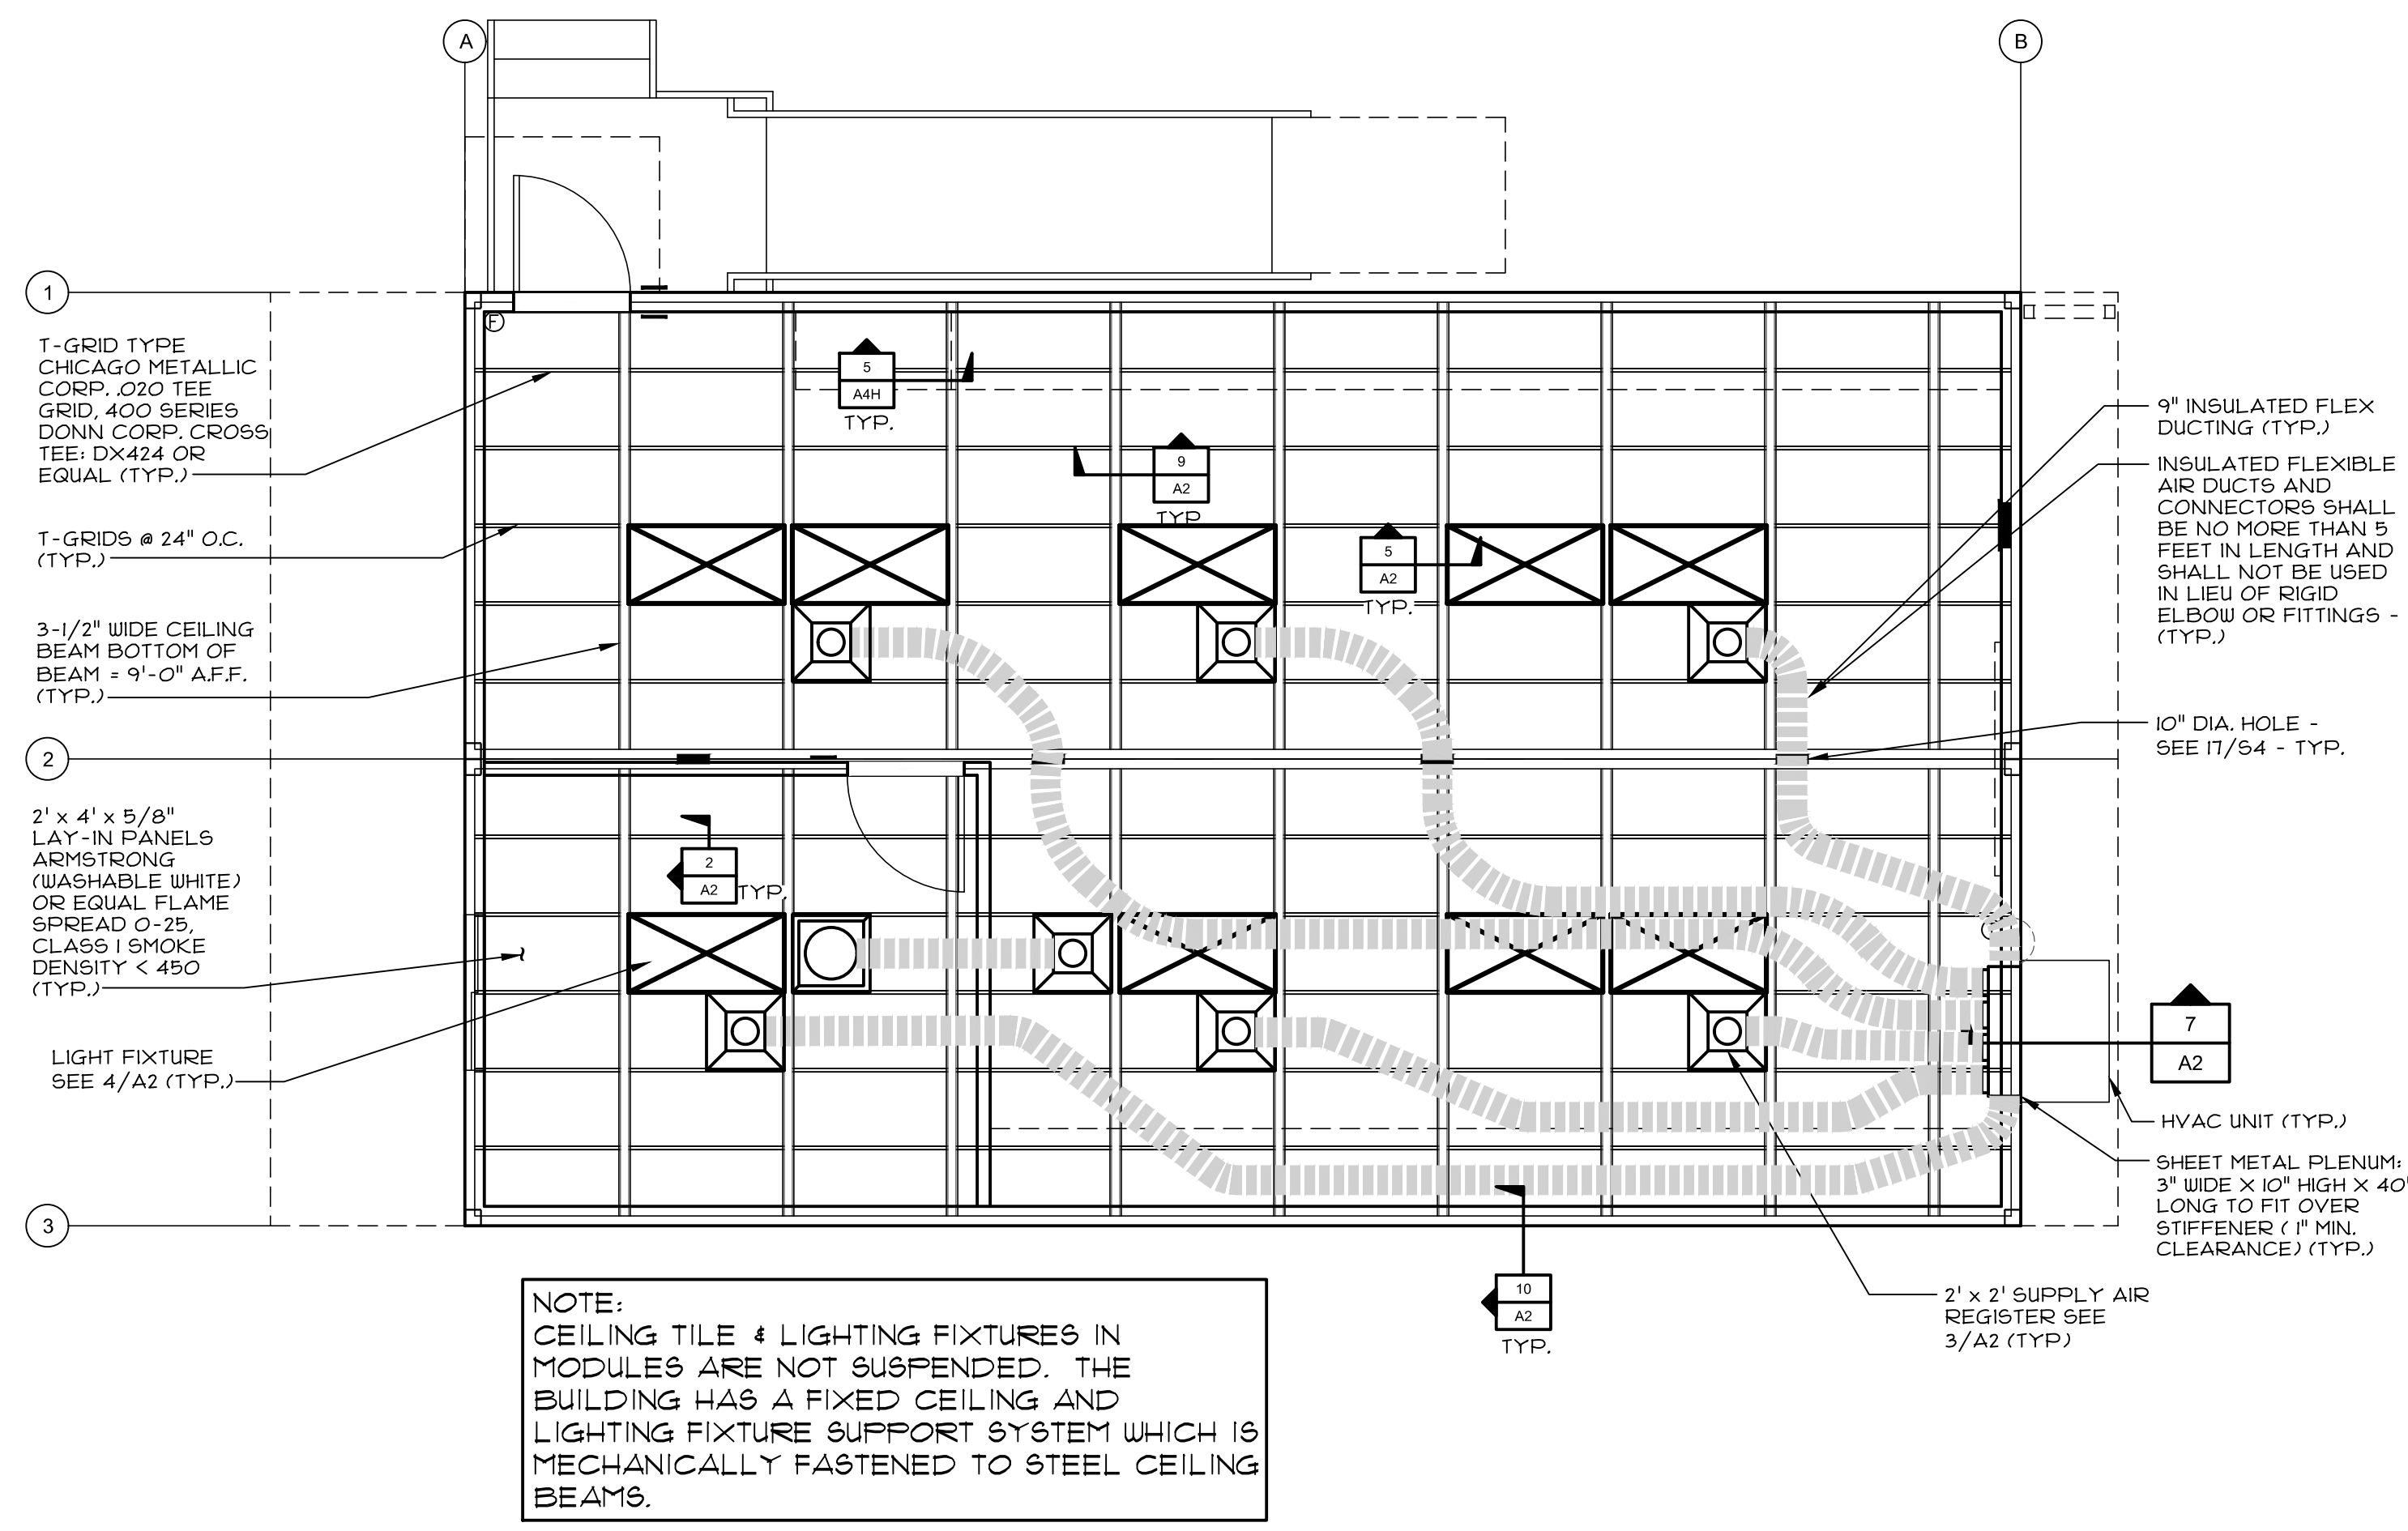 A
B
1
T-GRID TYPE
CHICAGO METALLIC
CORP. .020 TEE
GRID, 400 SERIES
DONN CORP. CROSS
TEE: DX424 OR
EQUAL (TYP.)
T-GRIDS @ 24" O.C.
(TYP.)
3-1/2" WIDE CEILING
BEAM BOTTOM OF
BEAM = 9'-0" A.F.F.
(TYP.)
2
2' x 4' x 5/8"
LAY-IN PANELS
ARMSTRONG
(WASHABLE WHITE)
OR EQUAL FLAME
SPREAD 0-25,
CLASS 1 SMOKE
DENSITY < 450
(TYP.)
LIGHT FIXTURE
SEE 4/A2 (TYP.)
3
F
5
A4H
TYP.
9
A2
TYP
5
A2
TYP.
2
A2
TYP.
10
A2
TYP.
9" INSULATED FLEX
DUCTING (TYP.)
INSULATED FLEXIBLE
AIR DUCTS AND
CONNECTORS SHALL
BE NO MORE THAN 5
FEET IN LENGTH AND
SHALL NOT BE USED
IN LIEU OF RIGID
ELBOW OR FITTINGS -
(TYP.)
10" DIA. HOLE -
SEE 17/S4 - TYP.
7
A2
HVAC UNIT (TYP.)
SHEET METAL PLENUM:
3" WIDE X 10" HIGH X 40"
LONG TO FIT OVER
STIFFENER ( 1" MIN.
CLEARANCE) (TYP.)
2' x 2' SUPPLY AIR
REGISTER SEE
3/A2 (TYP)
NOTE:
CEILING TILE & LIGHTING FIXTURES IN
MODULES ARE NOT SUSPENDED. THE
BUILDING HAS A FIXED CEILING AND
LIGHTING FIXTURE SUPPORT SYSTEM WHICH IS
MECHANICALLY FASTENED TO STEEL CEILING
BEAMS.